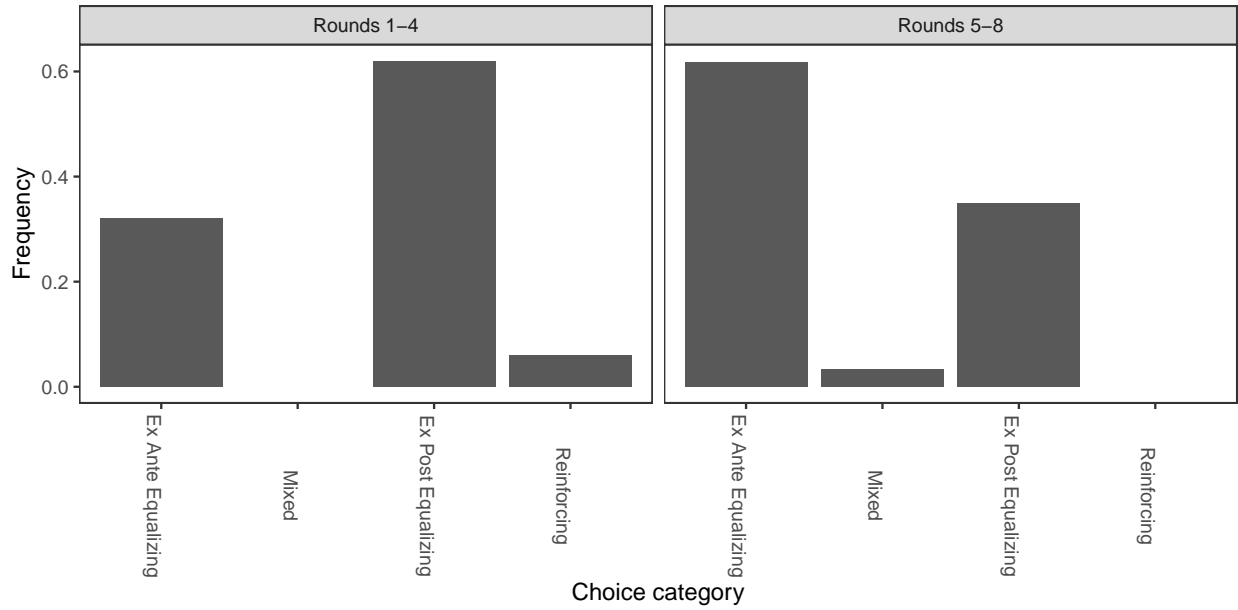 Rounds 1−4
Rounds 5−8
Frequency
0.6
0.4
0.2
0.0
Ex Ante Equalizing
Mixed
Ex Post Equalizing
Reinforcing
Ex Ante Equalizing
Mixed
Ex Post Equalizing
Reinforcing
Choice category